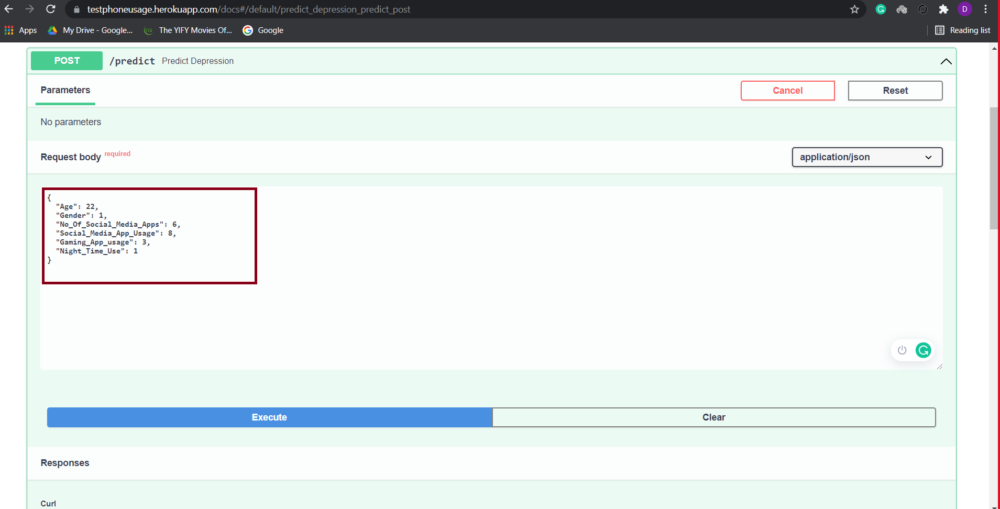 testphoneusage.herokuapp.com/docs#/default/predict_depression_predict_post
D
Apps
My Drive - Google...
YTS
The YIFY Movies Of...
Google
Reading list
POST /predict Predict Depression
Parameters
Cancel
Reset
No parameters
Request body required
application/json
{
"Age": 22,
"Gender": 1,
"No_Of_Social_Media_Apps": 6,
"Social_Media_App_Usage": 8,
"Gaming_App_usage": 3,
"Night_Time_Use": 1
}
Execute
Clear
Responses
Curl